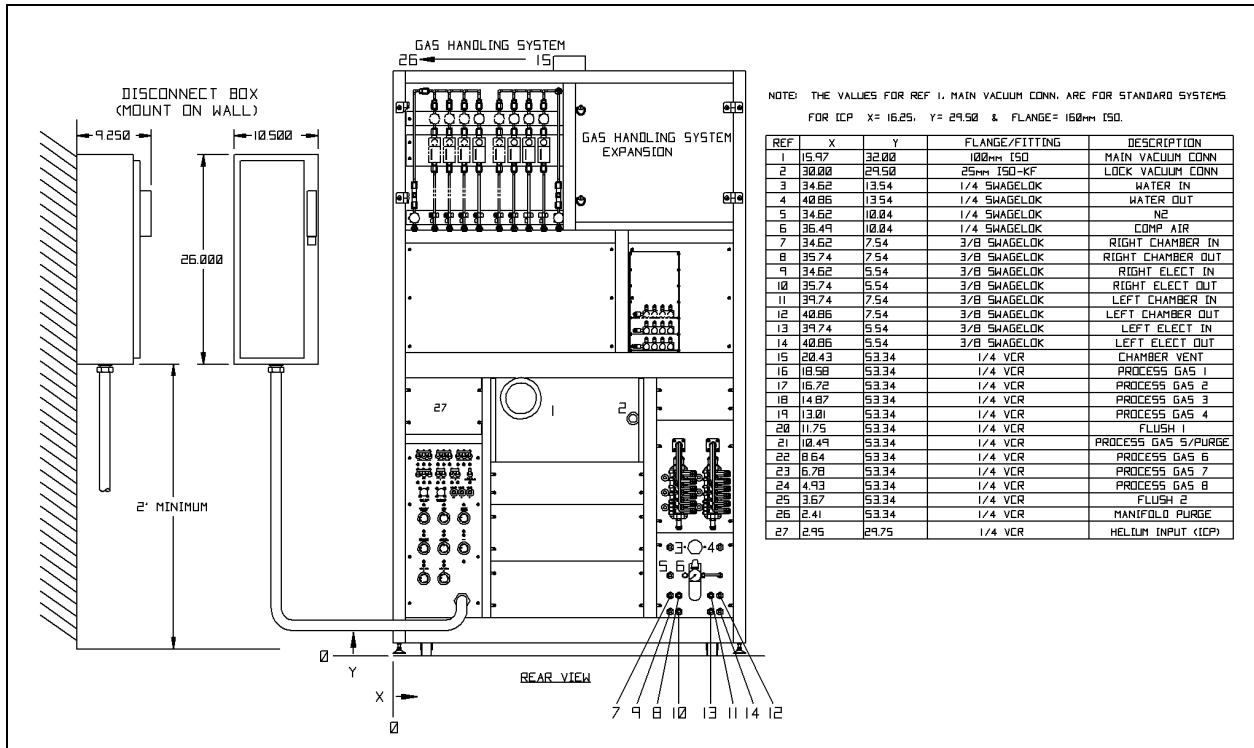 GAS HANDLING SYSTEM
26 15
DISCONNECT BOX
(MOUNT ON WALL)
9.250
10.500
26.000
2' MINIMUM
GAS HANDLING SYSTEM
EXPANSION
27
1
2
3 4
5 6
0
Y
X
0
REAR VIEW
7 9 8 10 13 11 14 12
NOTE: THE VALUES FOR REF 1, MAIN VACUUM CONN. ARE FOR STANDARD SYSTEMS
FOR ICP X= 16.25, Y= 29.50 & FLANGE= 160mm ISO.
REF X Y FLANGE/FITTING DESCRIPTION
1 15.97 32.00 100mm ISO MAIN VACUUM CONN
2 30.00 29.50 25mm ISO-KF LOCK VACUUM CONN
3 34.62 13.54 1/4 SWAGELOK WATER IN
4 40.86 13.54 1/4 SWAGELOK WATER OUT
5 34.62 10.04 1/4 SWAGELOK N2
6 36.49 10.04 1/4 SWAGELOK COMP AIR
7 34.62 7.54 3/8 SWAGELOK RIGHT CHAMBER IN
8 35.74 7.54 3/8 SWAGELOK RIGHT CHAMBER OUT
9 34.62 5.54 3/8 SWAGELOK RIGHT ELECT IN
10 35.74 5.54 3/8 SWAGELOK RIGHT ELECT OUT
11 39.74 7.54 3/8 SWAGELOK LEFT CHAMBER IN
12 40.86 7.54 3/8 SWAGELOK LEFT CHAMBER OUT
13 39.74 5.54 3/8 SWAGELOK LEFT ELECT IN
14 40.86 5.54 3/8 SWAGELOK LEFT ELECT OUT
15 20.43 53.34 1/4 VCR CHAMBER VENT
16 18.58 53.34 1/4 VCR PROCESS GAS 1
17 16.72 53.34 1/4 VCR PROCESS GAS 2
18 14.87 53.34 1/4 VCR PROCESS GAS 3
19 13.01 53.34 1/4 VCR PROCESS GAS 4
20 11.75 53.34 1/4 VCR FLUSH 1
21 10.49 53.34 1/4 VCR PROCESS GAS 5/PURGE
22 8.64 53.34 1/4 VCR PROCESS GAS 6
23 6.78 53.34 1/4 VCR PROCESS GAS 7
24 4.93 53.34 1/4 VCR PROCESS GAS 8
25 3.67 53.34 1/4 VCR FLUSH 2
26 2.41 53.34 1/4 VCR MANIFOLD PURGE
27 2.95 29.75 1/4 VCR HELIUM INPUT (ICP)